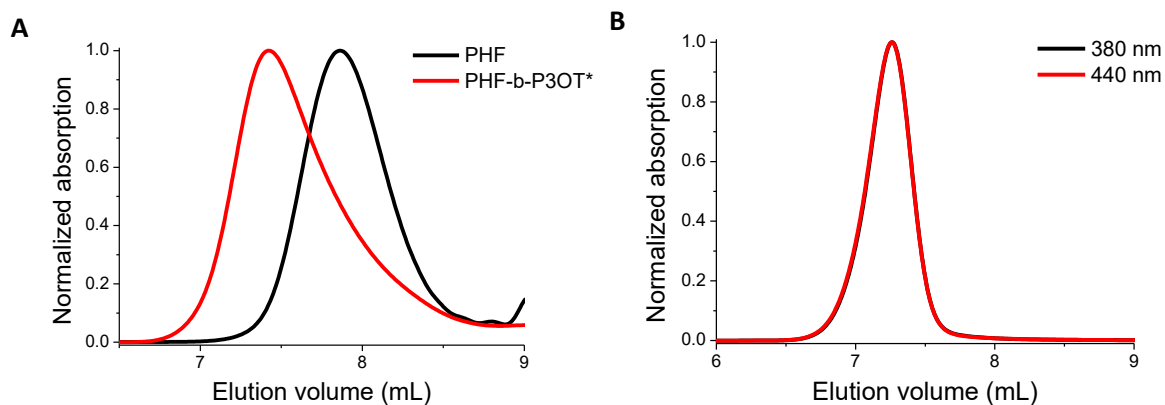 A
PHF
PHF-b-P3OT*
1.0
0.8
0.6
0.4
0.2
0.0
Normalized absorption
7
8
9
Elution volume (mL)
B
380 nm
440 nm
1.0
0.8
0.6
0.4
0.2
0.0
Normalized absorption
6
7
8
9
Elution volume (mL)